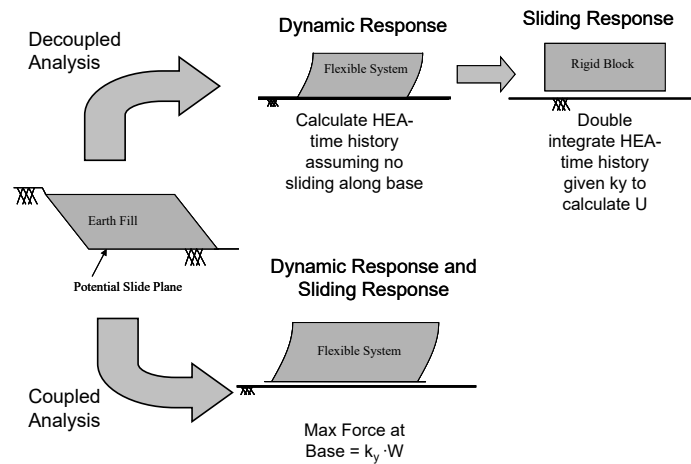 Decoupled
Analysis
Dynamic Response
Flexible System
Calculate HEA-
time history
assuming no
sliding along base
Sliding Response
Rigid Block
Double
integrate HEA-
time history
given ky to
calculate U
Earth Fill
Potential Slide Plane
Coupled
Analysis
Dynamic Response and
Sliding Response
Flexible System
Max Force at
Base = ky ·W